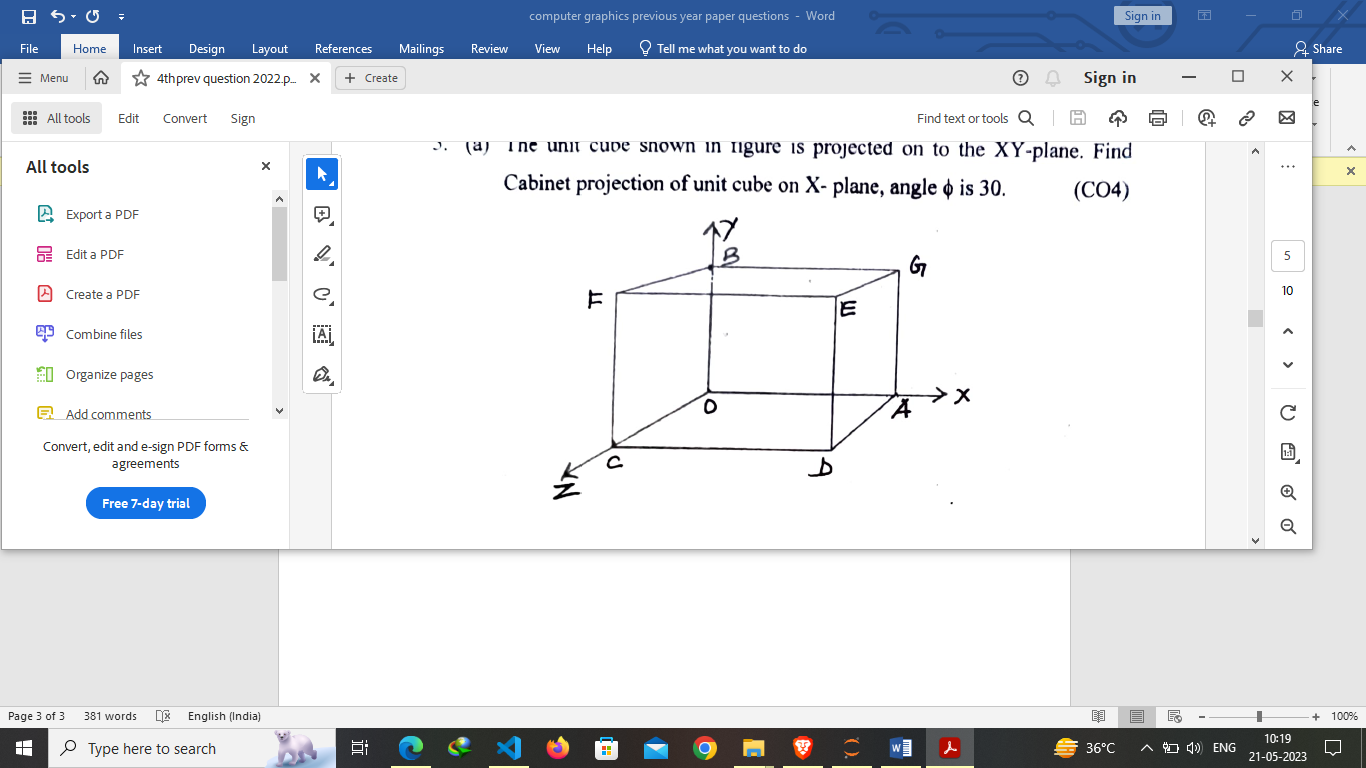 computer graphics previous year paper questions - Word
Sign in
File Home Insert Design Layout References Mailings Review View Help Tell me what you want to do Share
Menu 4thprev question 2022.p... + Create Sign in
All tools Edit Convert Sign Find text or tools
All tools
Export a PDF
Edit a PDF
Create a PDF
Combine files
Organize pages
Add comments
Convert, edit and e-sign PDF forms & agreements
Free 7-day trial
(a) The unit cube shown in figure is projected on to the XY-plane. Find
Cabinet projection of unit cube on X- plane, angle ϕ is 30. (CO4)
Y
B
G
F
E
O
A
X
C
D
Z
5
10
Page 3 of 3 381 words English (India) 100%
Type here to search
36°C ENG
10:19
21-05-2023